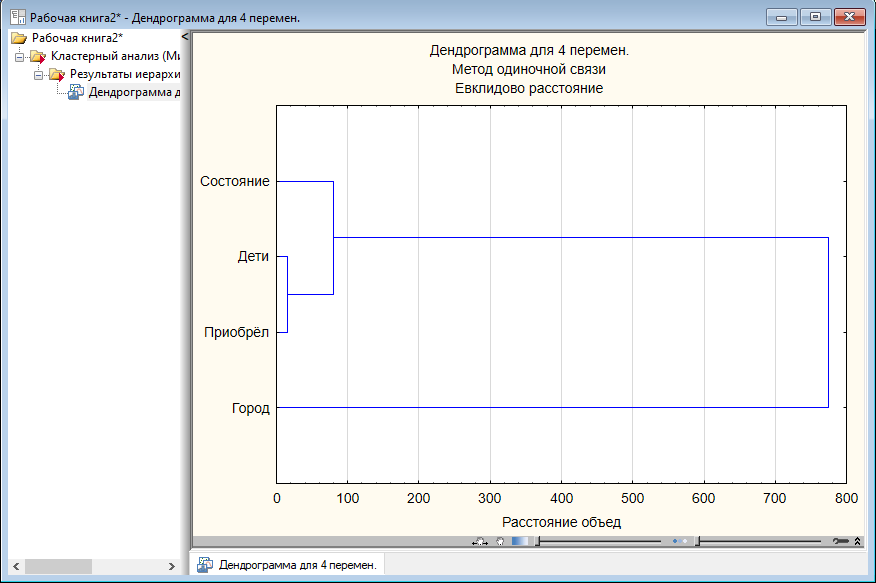 Рабочая книга2* - Дендрограмма для 4 перемен.
Рабочая книга2*
Кластерный анализ (Ми
Результаты иерархи
Дендрограмма д
<
Дендрограмма для 4 перемен.
Метод одиночной связи
Евклидово расстояние
Состояние
Дети
Приобрёл
Город
0 100 200 300 400 500 600 700 800
Расстояние объед
Дендрограмма для 4 перемен.